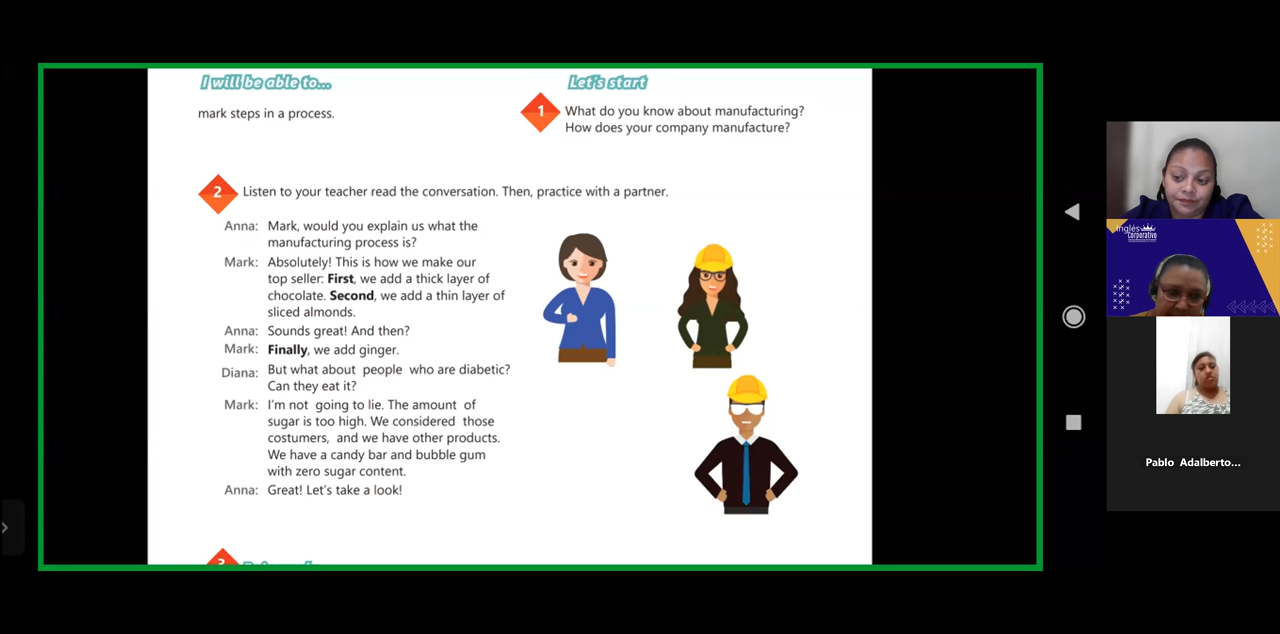 I will be able to...
mark steps in a process.
Let's start
1
What do you know about manufacturing?
How does your company manufacture?
2
Listen to your teacher read the conversation. Then, practice with a partner.
Anna: Mark, would you explain us what the
manufacturing process is?
Mark: Absolutely! This is how we make our
top seller: First, we add a thick layer of
chocolate. Second, we add a thin layer of
sliced almonds.
Anna: Sounds great! And then?
Mark: Finally, we add ginger.
Diana: But what about people who are diabetic?
Can they eat it?
Mark: I'm not going to lie. The amount of
sugar is too high. We considered those
costumers, and we have other products.
We have a candy bar and bubble gum
with zero sugar content.
Anna: Great! Let's take a look!
3
Inglés
Corporativo
Pablo Adalberto...